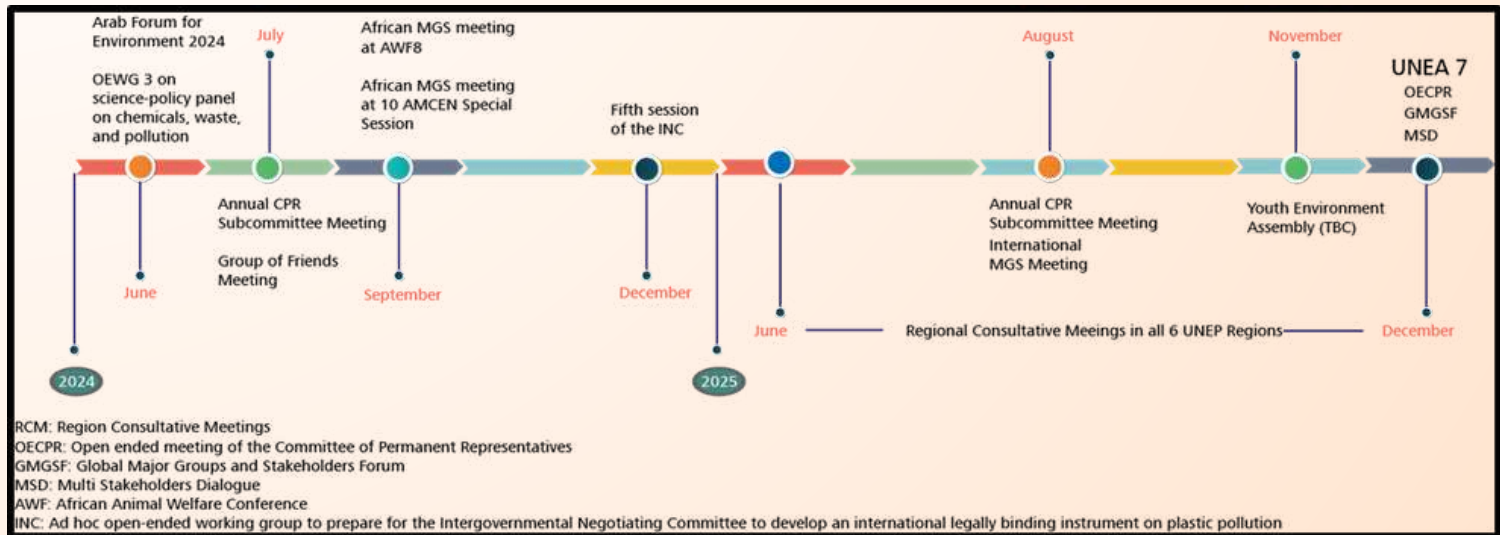 Arab Forum for
Environment 2024
OEWG 3 on
science-policy panel
on chemicals, waste,
and pollution
June
July
Annual CPR
Subcommittee Meeting
Group of Friends
Meeting
African MGS meeting
at AWF8
African MGS meeting
at 10 AMCEN Special
Session
September
Fifth session
of the INC
December
2024
2025
June
Regional Consultative Meeings in all 6 UNEP Regions
December
August
Annual CPR
Subcommittee Meeting
International
MGS Meeting
November
Youth Environment
Assembly (TBC)
UNEA 7
OECPR
GMGSF
MSD
RCM: Region Consultative Meetings
OECPR: Open ended meeting of the Committee of Permanent Representatives
GMGSF: Global Major Groups and Stakeholders Forum
MSD: Multi Stakeholders Dialogue
AWF: African Animal Welfare Conference
INC: Ad hoc open-ended working group to prepare for the Intergovernmental Negotiating Committee to develop an international legally binding instrument on plastic pollution